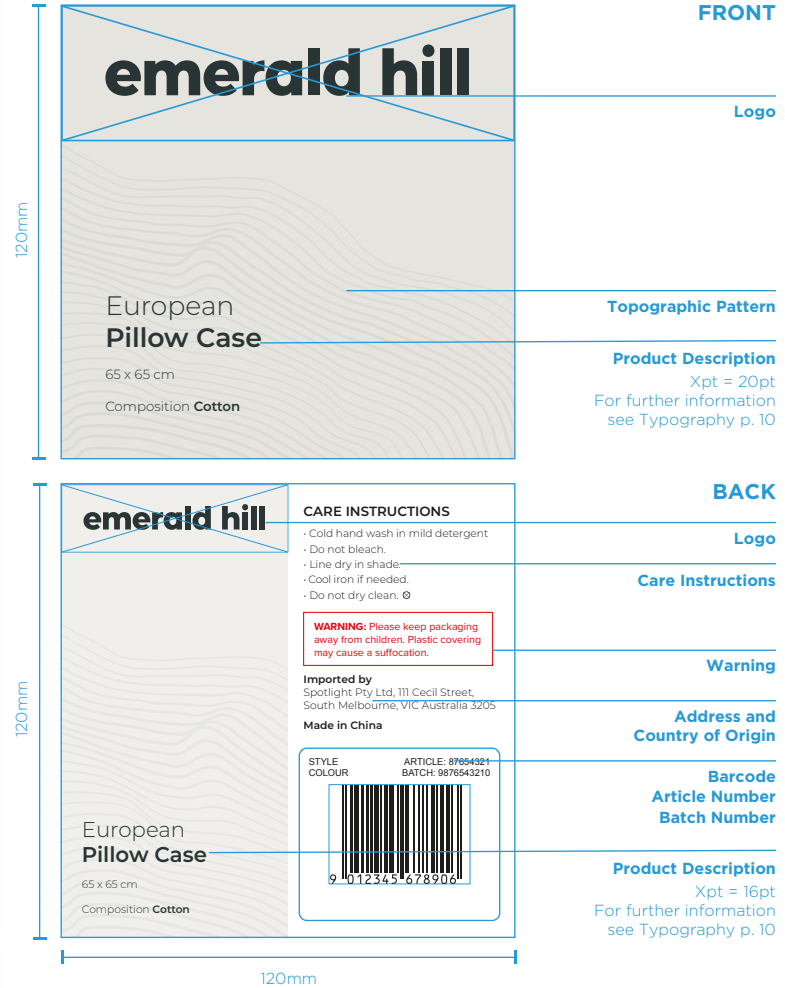 FRONT
emerald hill
Logo
120mm
Topographic Pattern
European
Pillow Case
65 x 65 cm
Composition Cotton
Product Description
Xpt = 20pt
For further information
see Typography p. 10
BACK
emerald hill
Logo
CARE INSTRUCTIONS
· Cold hand wash in mild detergent
· Do not bleach.
· Line dry in shade.
· Cool iron if needed.
· Do not dry clean.
Care Instructions
WARNING: Please keep packaging
away from children. Plastic covering
may cause a suffocation.
Warning
Imported by
Spotlight Pty Ltd, 111 Cecil Street,
South Melbourne, VIC Australia 3205
Made in China
Address and
Country of Origin
120mm
STYLE
COLOUR
ARTICLE: 87654321
BATCH: 9876543210
9 012345 678906
Barcode
Article Number
Batch Number
European
Pillow Case
65 x 65 cm
Composition Cotton
Product Description
Xpt = 16pt
For further information
see Typography p. 10
120mm